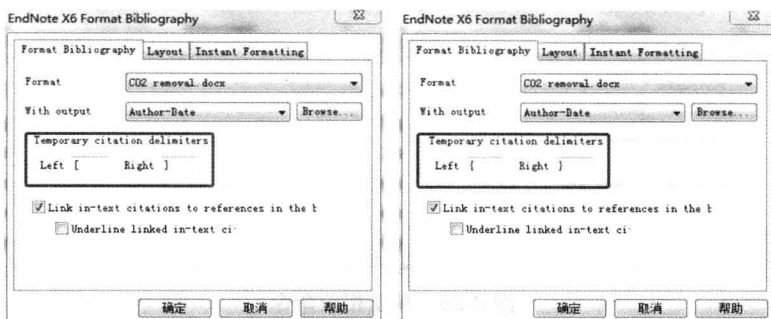 EndNote X6 Format Bibliography
Format Bibliography Layout Instant Formatting
Format CO2 removal.docx
With output Author-Date Browse...
Temporary citation delimiters
Left [ Right ]
Link in-text citations to references in the b
Underline linked in-text ci
确定 取消 帮助
EndNote X6 Format Bibliography
Format Bibliography Layout Instant Formatting
Format CO2 removal.docx
With output Author-Date Browse...
Temporary citation delimiters
Left { Right }
Link in-text citations to references in the b
Underline linked in-text ci
确定 取消 帮助